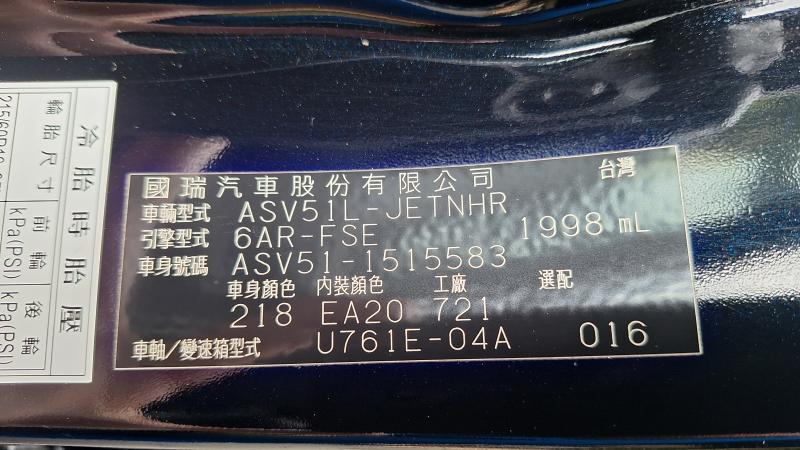 國瑞汽車股份有限公司 台灣
車輛型式 ASV51L-JETNHR
引擎型式 6AR-FSE 1998 mL
車身號碼 ASV51-1515583
車身顏色 內裝顏色 工廠 選配
218 EA20 721
車軸/變速箱型式 U761E-04A 016
冷胎時胎壓
輪胎尺寸 前輪 kPa(PSI) 後輪 kPa(PSI)